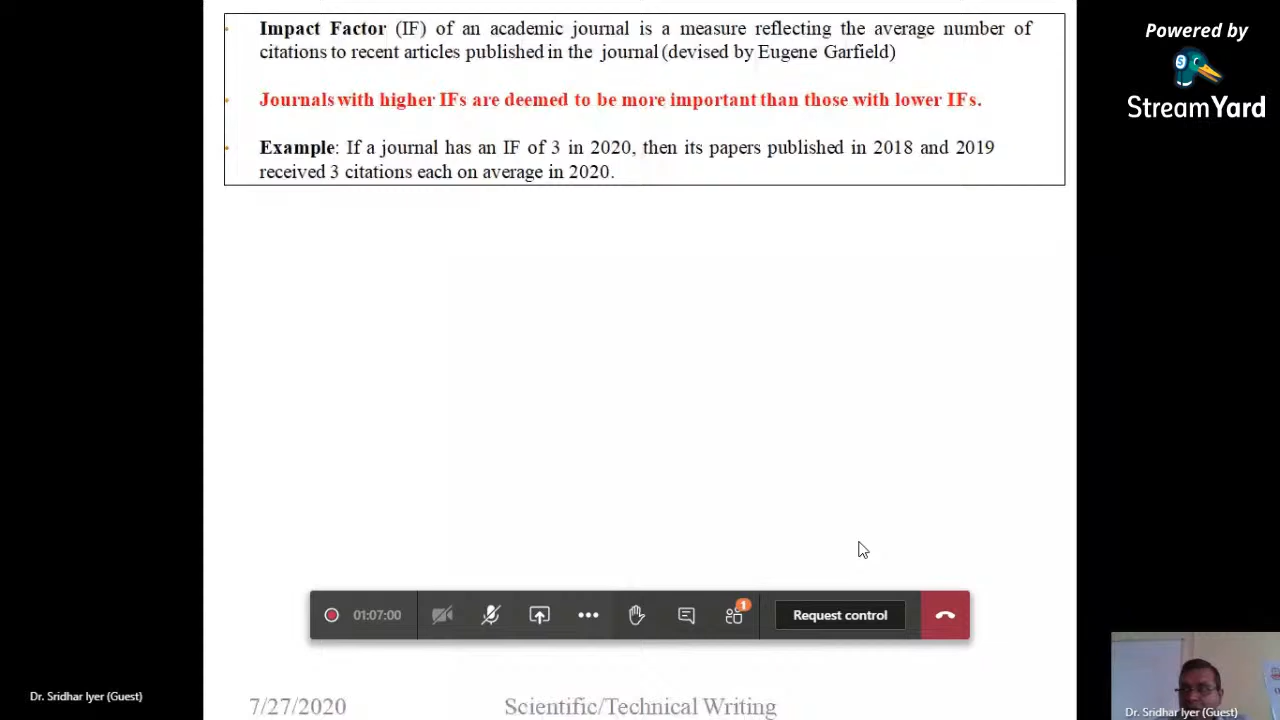 Impact Factor (IF) of an academic journal is a measure reflecting the average number of
citations to recent articles published in the journal (devised by Eugene Garfield)
Journals with higher IFs are deemed to be more important than those with lower IFs.
Example: If a journal has an IF of 3 in 2020, then its papers published in 2018 and 2019
received 3 citations each on average in 2020.
Powered by
StreamYard
01:07:00
1
Request control
Dr. Sridhar Iyer (Guest)
7/27/2020
Scientific/Technical Writing
Dr. Sridhar Iyer (Guest)